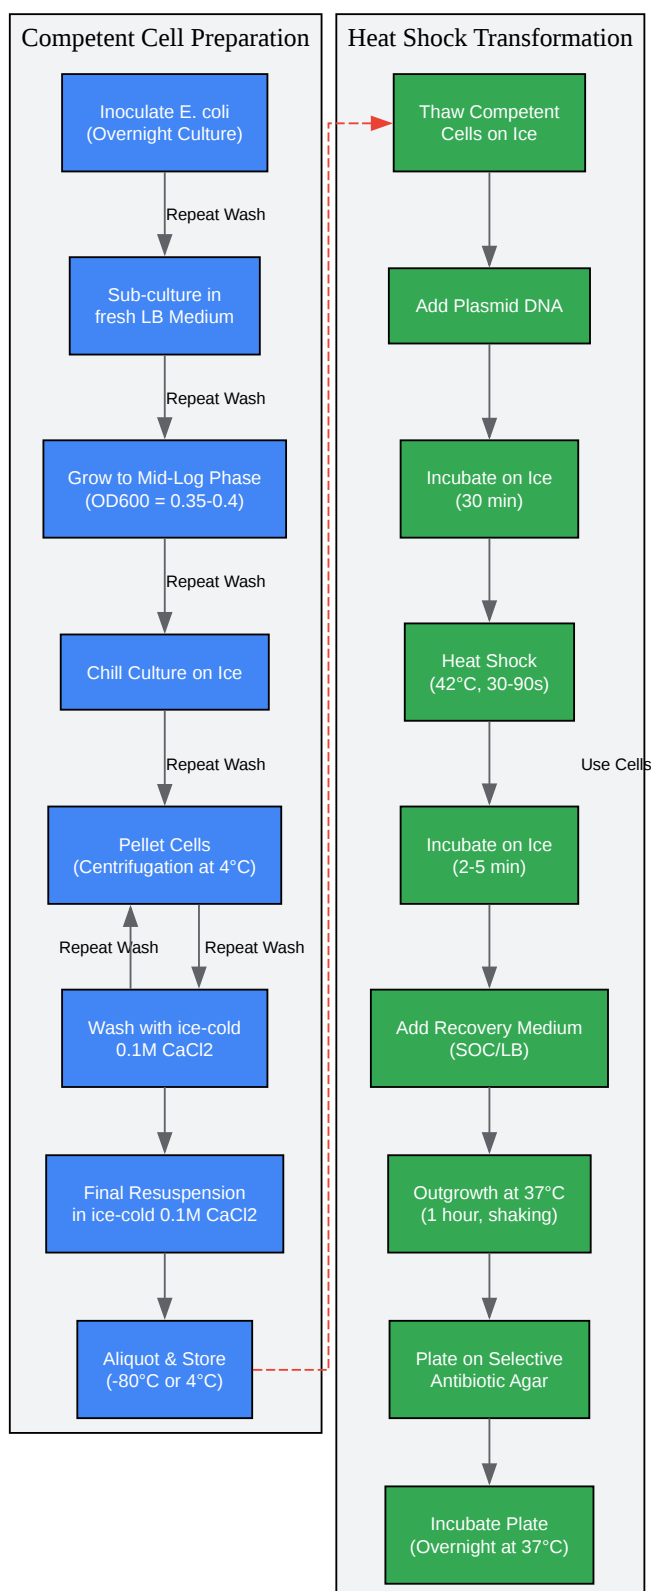 Competent Cell Preparation
Inoculate E. coli
(Overnight Culture)
Repeat Wash
Sub-culture in
fresh LB Medium
Repeat Wash
Grow to Mid-Log Phase
(OD600 = 0.35-0.4)
Repeat Wash
Chill Culture on Ice
Repeat Wash
Pellet Cells
(Centrifugation at 4°C)
Repeat Wash
Repeat Wash
Wash with ice-cold
0.1M CaCl2
Final Resuspension
in ice-cold 0.1M CaCl2
Aliquot & Store
(-80°C or 4°C)
Heat Shock Transformation
Thaw Competent
Cells on Ice
Add Plasmid DNA
Incubate on Ice
(30 min)
Heat Shock
(42°C, 30-90s)
Use Cells
Incubate on Ice
(2-5 min)
Add Recovery Medium
(SOC/LB)
Outgrowth at 37°C
(1 hour, shaking)
Plate on Selective
Antibiotic Agar
Incubate Plate
(Overnight at 37°C)